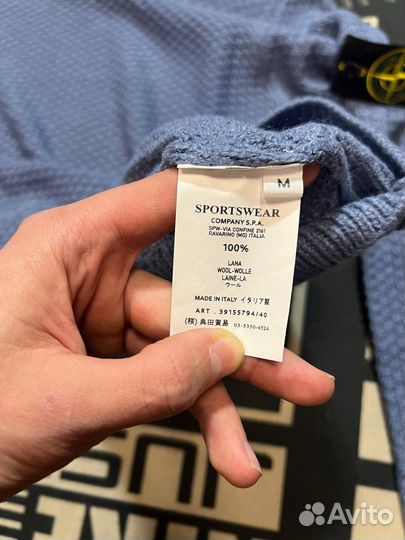 M
SPORTSWEAR
COMPANY S.P.A.
SPW-VIA CONFINE 2161
RAVARINO (MO) ITALIA
100%
LANA
WOOL-WOLLE
LAINE-LA
ウール
MADE IN ITALY イタリア製
ART . 39155794/40
(株) 奥田貿易 03-5350-4524
Avito